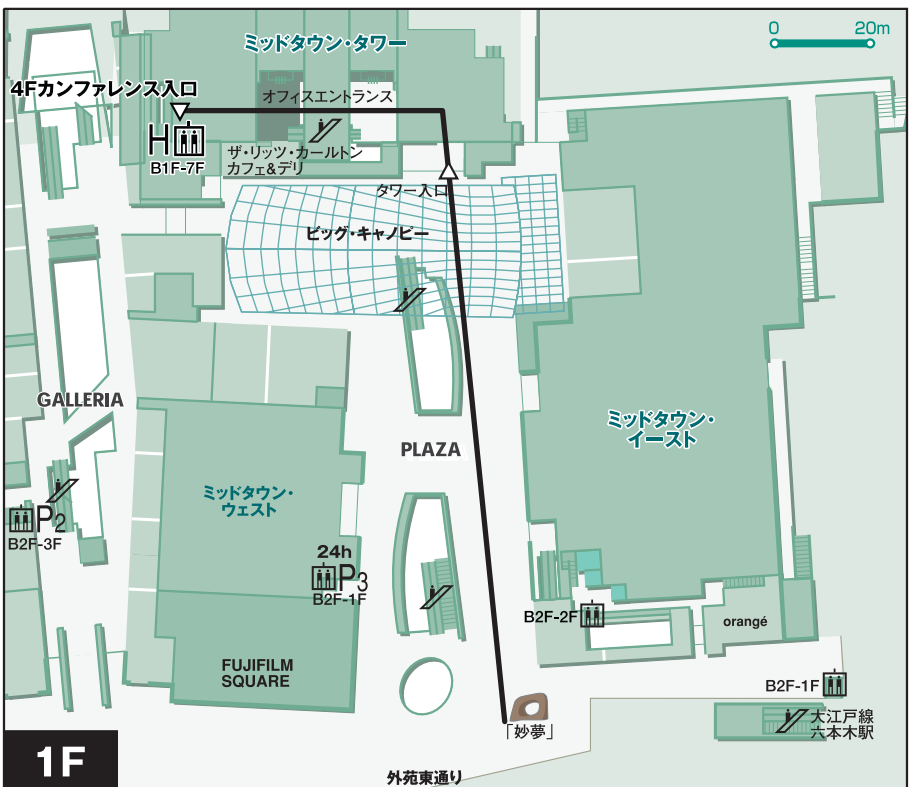 ミッドタウン・タワー
0 20m
4Fカンファレンス入口
オフィスエントランス
H
B1F-7F
ザ・リッツ・カールトン
カフェ&デリ
タワー入口
ビッグ・キャノピー
GALLERIA
PLAZA
ミッドタウン・
イースト
ミッドタウン・
ウェスト
P2
B2F-3F
24h
P3
B2F-1F
B2F-2F
orangé
FUJIFILM
SQUARE
B2F-1F
「妙夢」
大江戸線
六本木駅
1F
外苑東通り